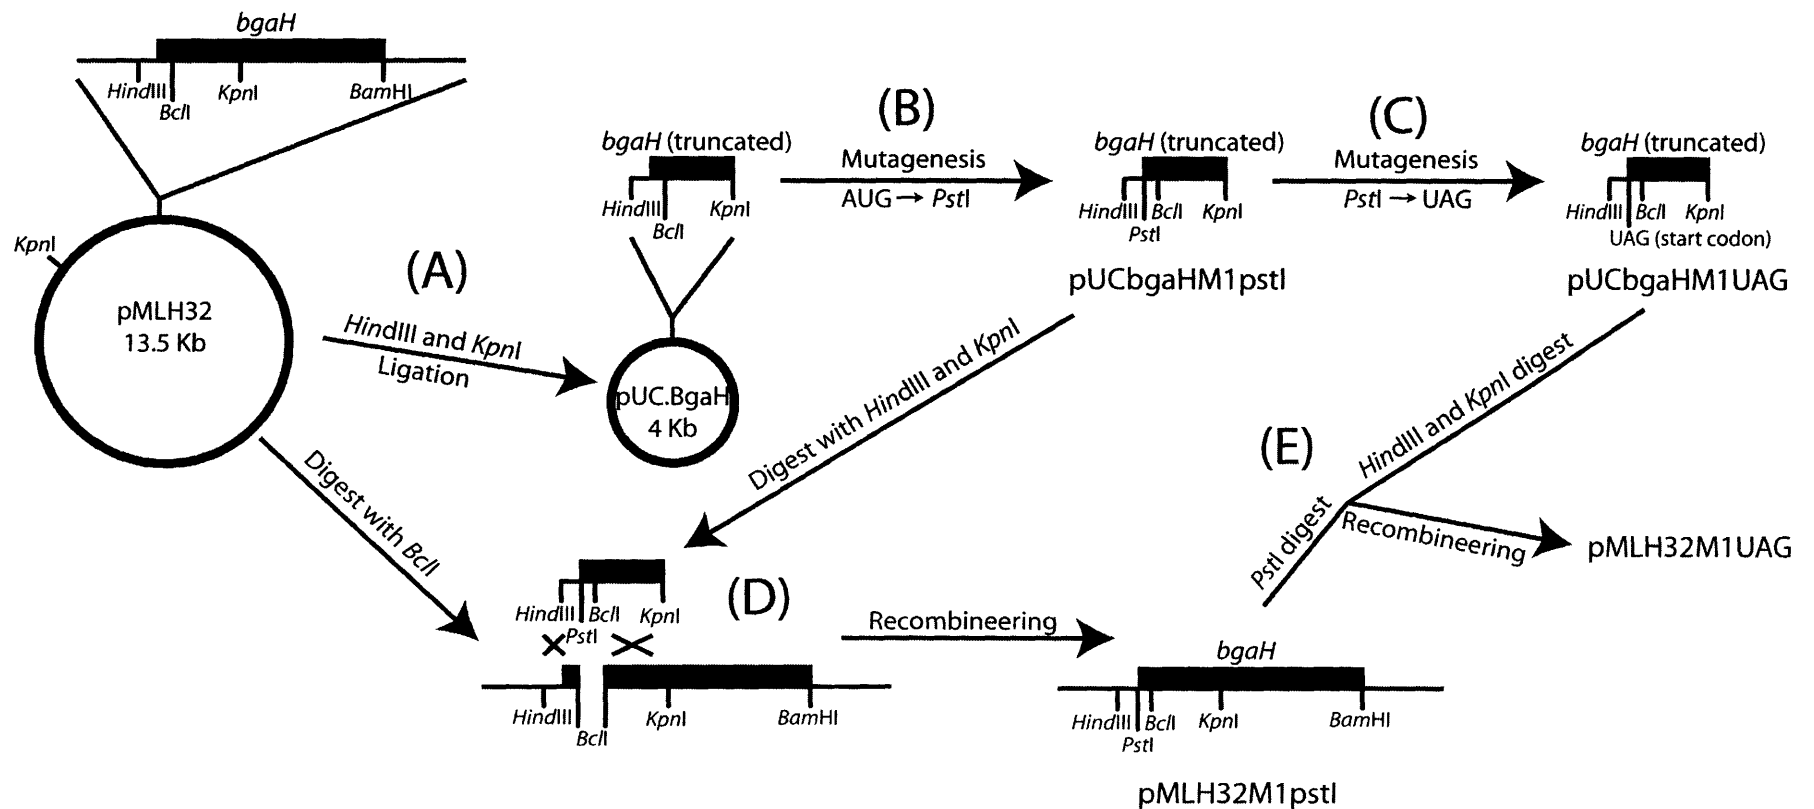 bgaH
HindIII
BclI
KpnI
BamHI
KpnI
pMLH32
13.5 Kb
(A)
HindIII and KpnI
Ligation
bgaH (truncated)
HindIII
BclI
KpnI
pUC.BgaH
4 Kb
(B)
Mutagenesis
AUG → PstI
bgaH (truncated)
HindIII
BclI
KpnI
PstI
pUCbgaHM1pstI
(C)
Mutagenesis
PstI → UAG
bgaH (truncated)
HindIII
BclI
KpnI
UAG (start codon)
pUCbgaHM1UAG
Digest with BclI
Digest with HindIII and KpnI
HindIII
BclI
KpnI
PstI
(D)
HindIII
BclI
KpnI
BamHI
Recombineering
bgaH
HindIII
BclI
KpnI
BamHI
PstI
pMLH32M1pstI
(E)
HindIII and KpnI digest
PstI digest
Recombineering
pMLH32M1UAG